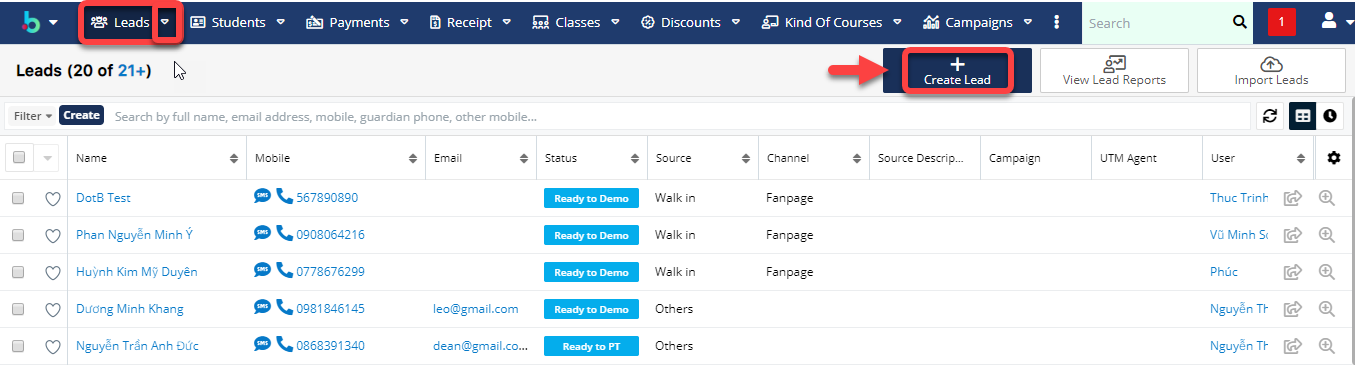 Leads Students Payments Receipt Classes Discounts Kind Of Courses Campaigns Search 1
Leads (20 of 21+) Create Lead View Lead Reports Import Leads
Filter Create Search by full name, email address, mobile, guardian phone, other mobile...
Name Mobile Email Status Source Channel Source Descrip... Campaign UTM Agent User
DotB Test SMS 567890890 Ready to Demo Walk in Fanpage Thuc Trinh
Phan Nguyễn Minh Ý SMS 0908064216 Ready to Demo Walk in Fanpage Vũ Minh Sơ
Huỳnh Kim Mỹ Duyên SMS 0778676299 Ready to Demo Walk in Fanpage Phúc
Dương Minh Khang SMS 0981846145 leo@gmail.com Ready to Demo Others Nguyễn Th
Nguyễn Trần Anh Đức SMS 0868391340 dean@gmail.co... Ready to PT Others Nguyễn Th